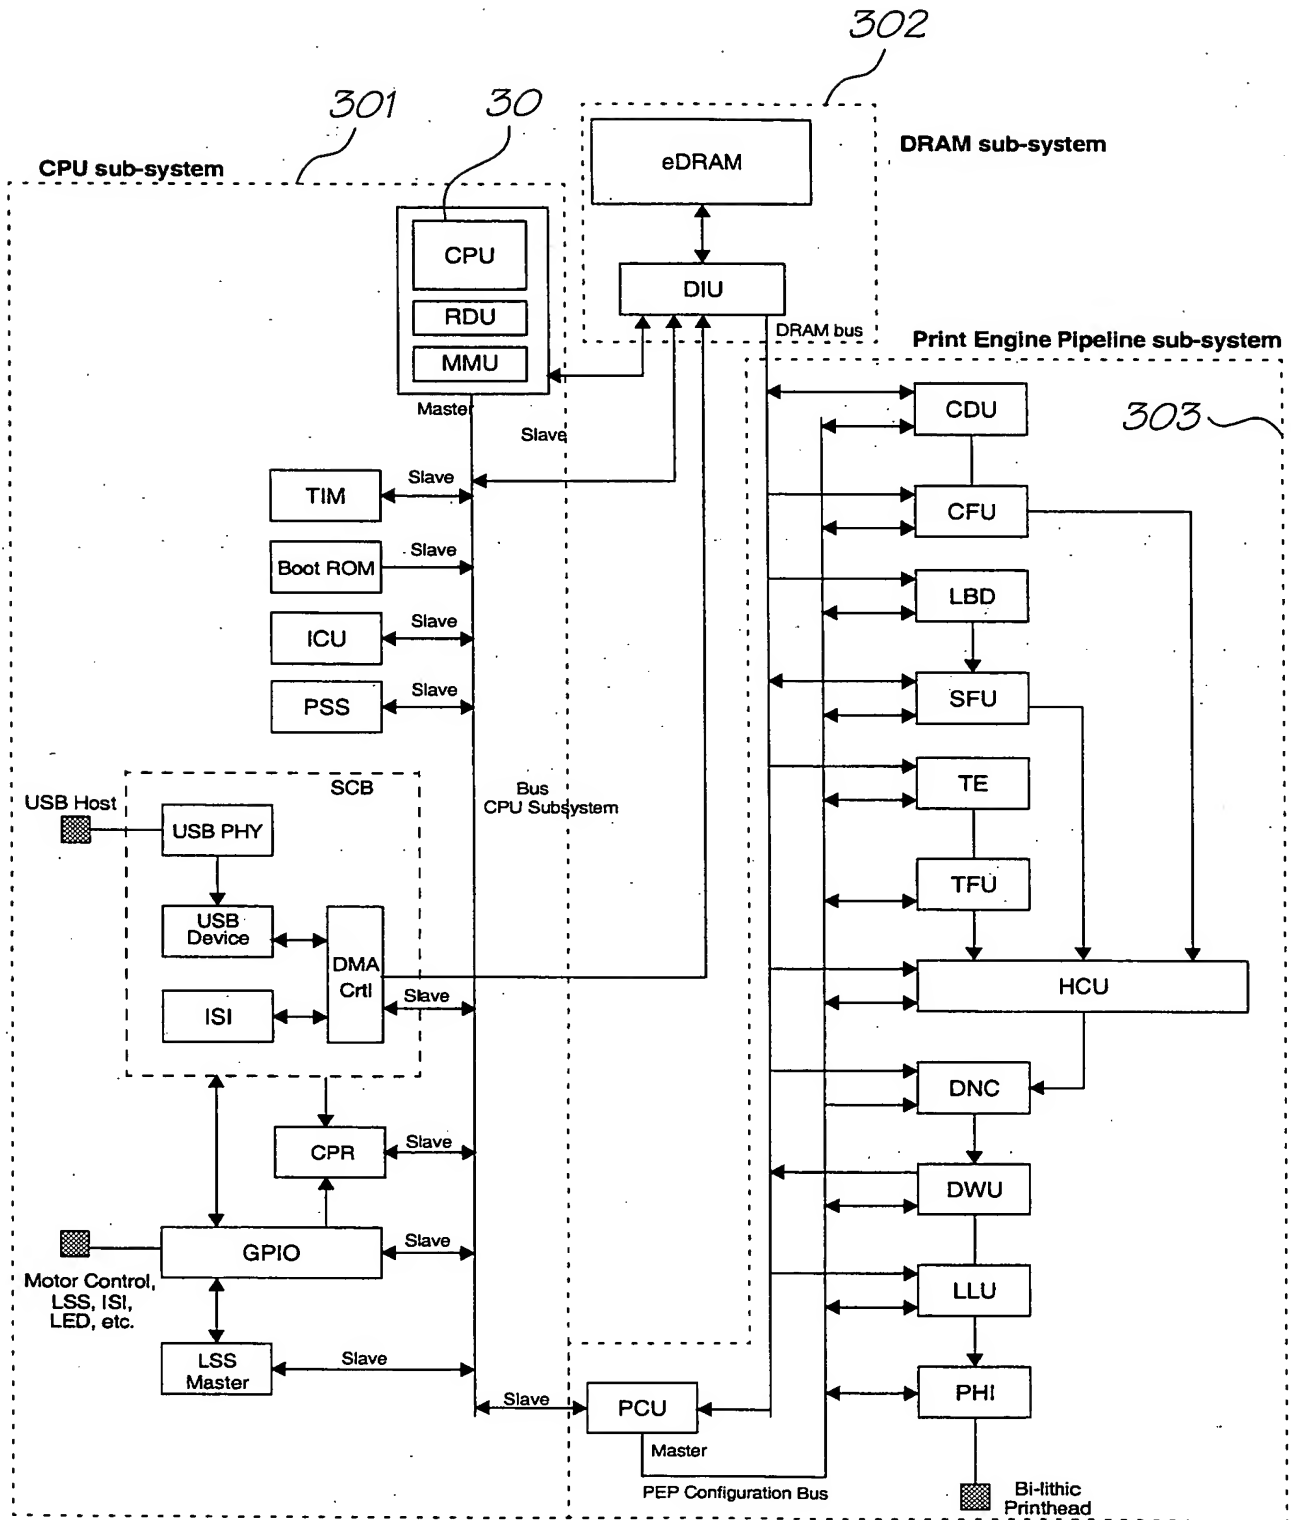 302
301
30
DRAM sub-system
CPU sub-system
eDRAM
CPU
DIU
RDU
DRAM bus
Print Engine Pipeline sub-system
MMU
Master
CDU
303
Slave
Slave
TIM
CFU
Slave
Boot ROM
LBD
Slave
ICU
Slave
PSS
SFU
SCB
Bus
CPU Subsystem
TE
USB Host
USB PHY
TFU
USB
Device
DMA
Crtl
Slave
ISI
HCU
DNC
Slave
CPR
DWU
Slave
GPIO
Motor Control,
LSS, ISI,
LED, etc.
LLU
Slave
LSS
Master
PHI
Slave
PCU
Master
PEP Configuration Bus
Bi-lithic
Printhead